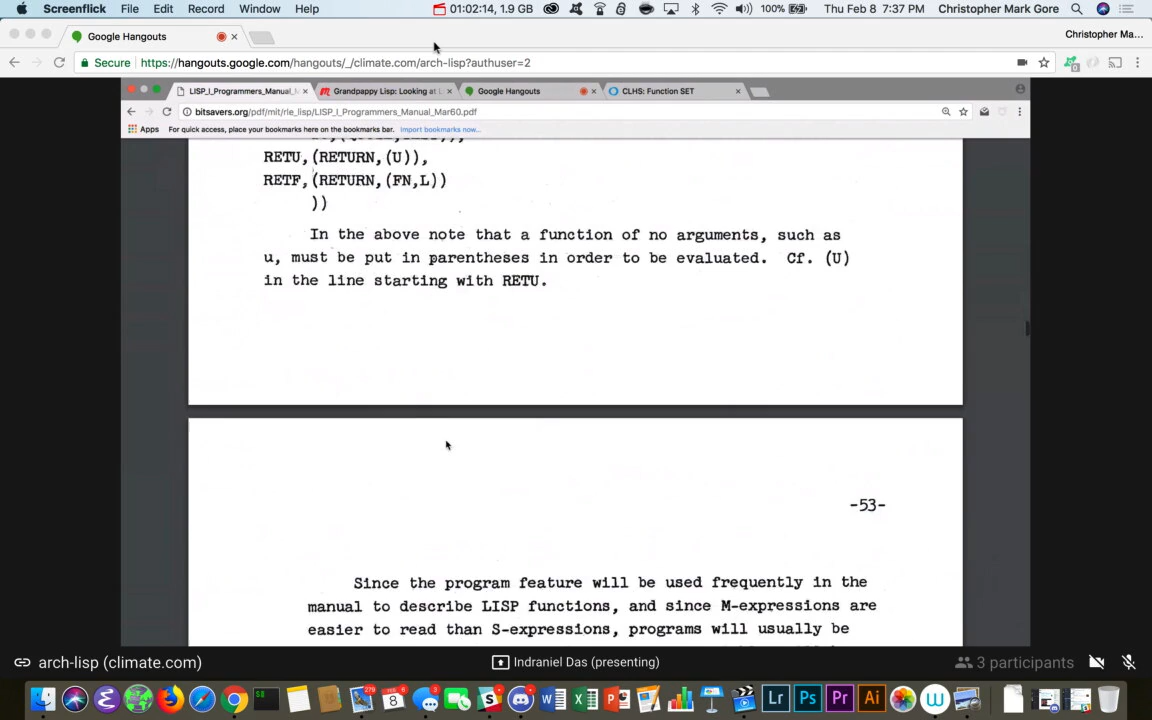 Screenflick File Edit Record Window Help 01:02:14, 1.9 GB 100% Thu Feb 8 7:37 PM Christopher Mark Gore
Google Hangouts Christopher Ma...
Secure https://hangouts.google.com/hangouts/_/climate.com/arch-lisp?authuser=2
LISP_I_Programmers_Manual_M Grandpappy Lisp: Looking at L Google Hangouts CLHS: Function SET
bitsavers.org/pdf/mit/rle_lisp/LISP_I_Programmers_Manual_Mar60.pdf
Apps For quick access, place your bookmarks here on the bookmarks bar. Import bookmarks now...
RETU,(RETURN,(U)),
RETF,(RETURN,(FN,L))
))
In the above note that a function of no arguments, such as
u, must be put in parentheses in order to be evaluated. Cf. (U)
in the line starting with RETU.
-53-
Since the program feature will be used frequently in the
manual to describe LISP functions, and since M-expressions are
easier to read than S-expressions, programs will usually be
arch-lisp (climate.com) Indraniel Das (presenting) 3 participants
Lr Ps Pr Ai